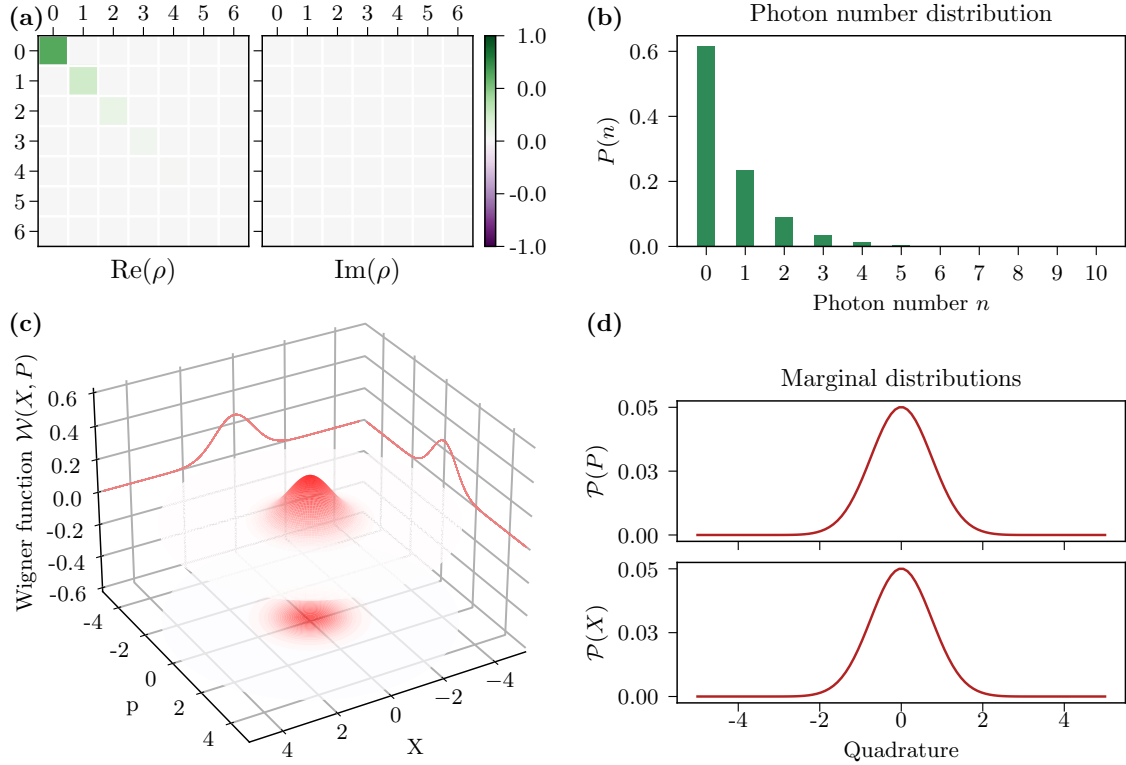 (a)
0 1 2 3 4 5 6
0 1 2 3 4 5 6
0
1
2
3
4
5
6
1.0
0.0
0.0
-0.0
-1.0
Re(ρ)
Im(ρ)
(b)
Photon number distribution
P(n)
0.6
0.4
0.2
0.0
0 1 2 3 4 5 6 7 8 9 10
Photon number n
(c)
Wigner function 𝒲(X, P)
0.6
0.4
0.2
0.0
-0.2
-0.4
-0.6
-4
-2
0
2
4
p
4
2
0
−2
−4
X
(d)
Marginal distributions
𝒫(P)
0.05
0.03
0.00
-4 -2 0 2 4
𝒫(X)
0.05
0.03
0.00
-4 -2 0 2 4
Quadrature